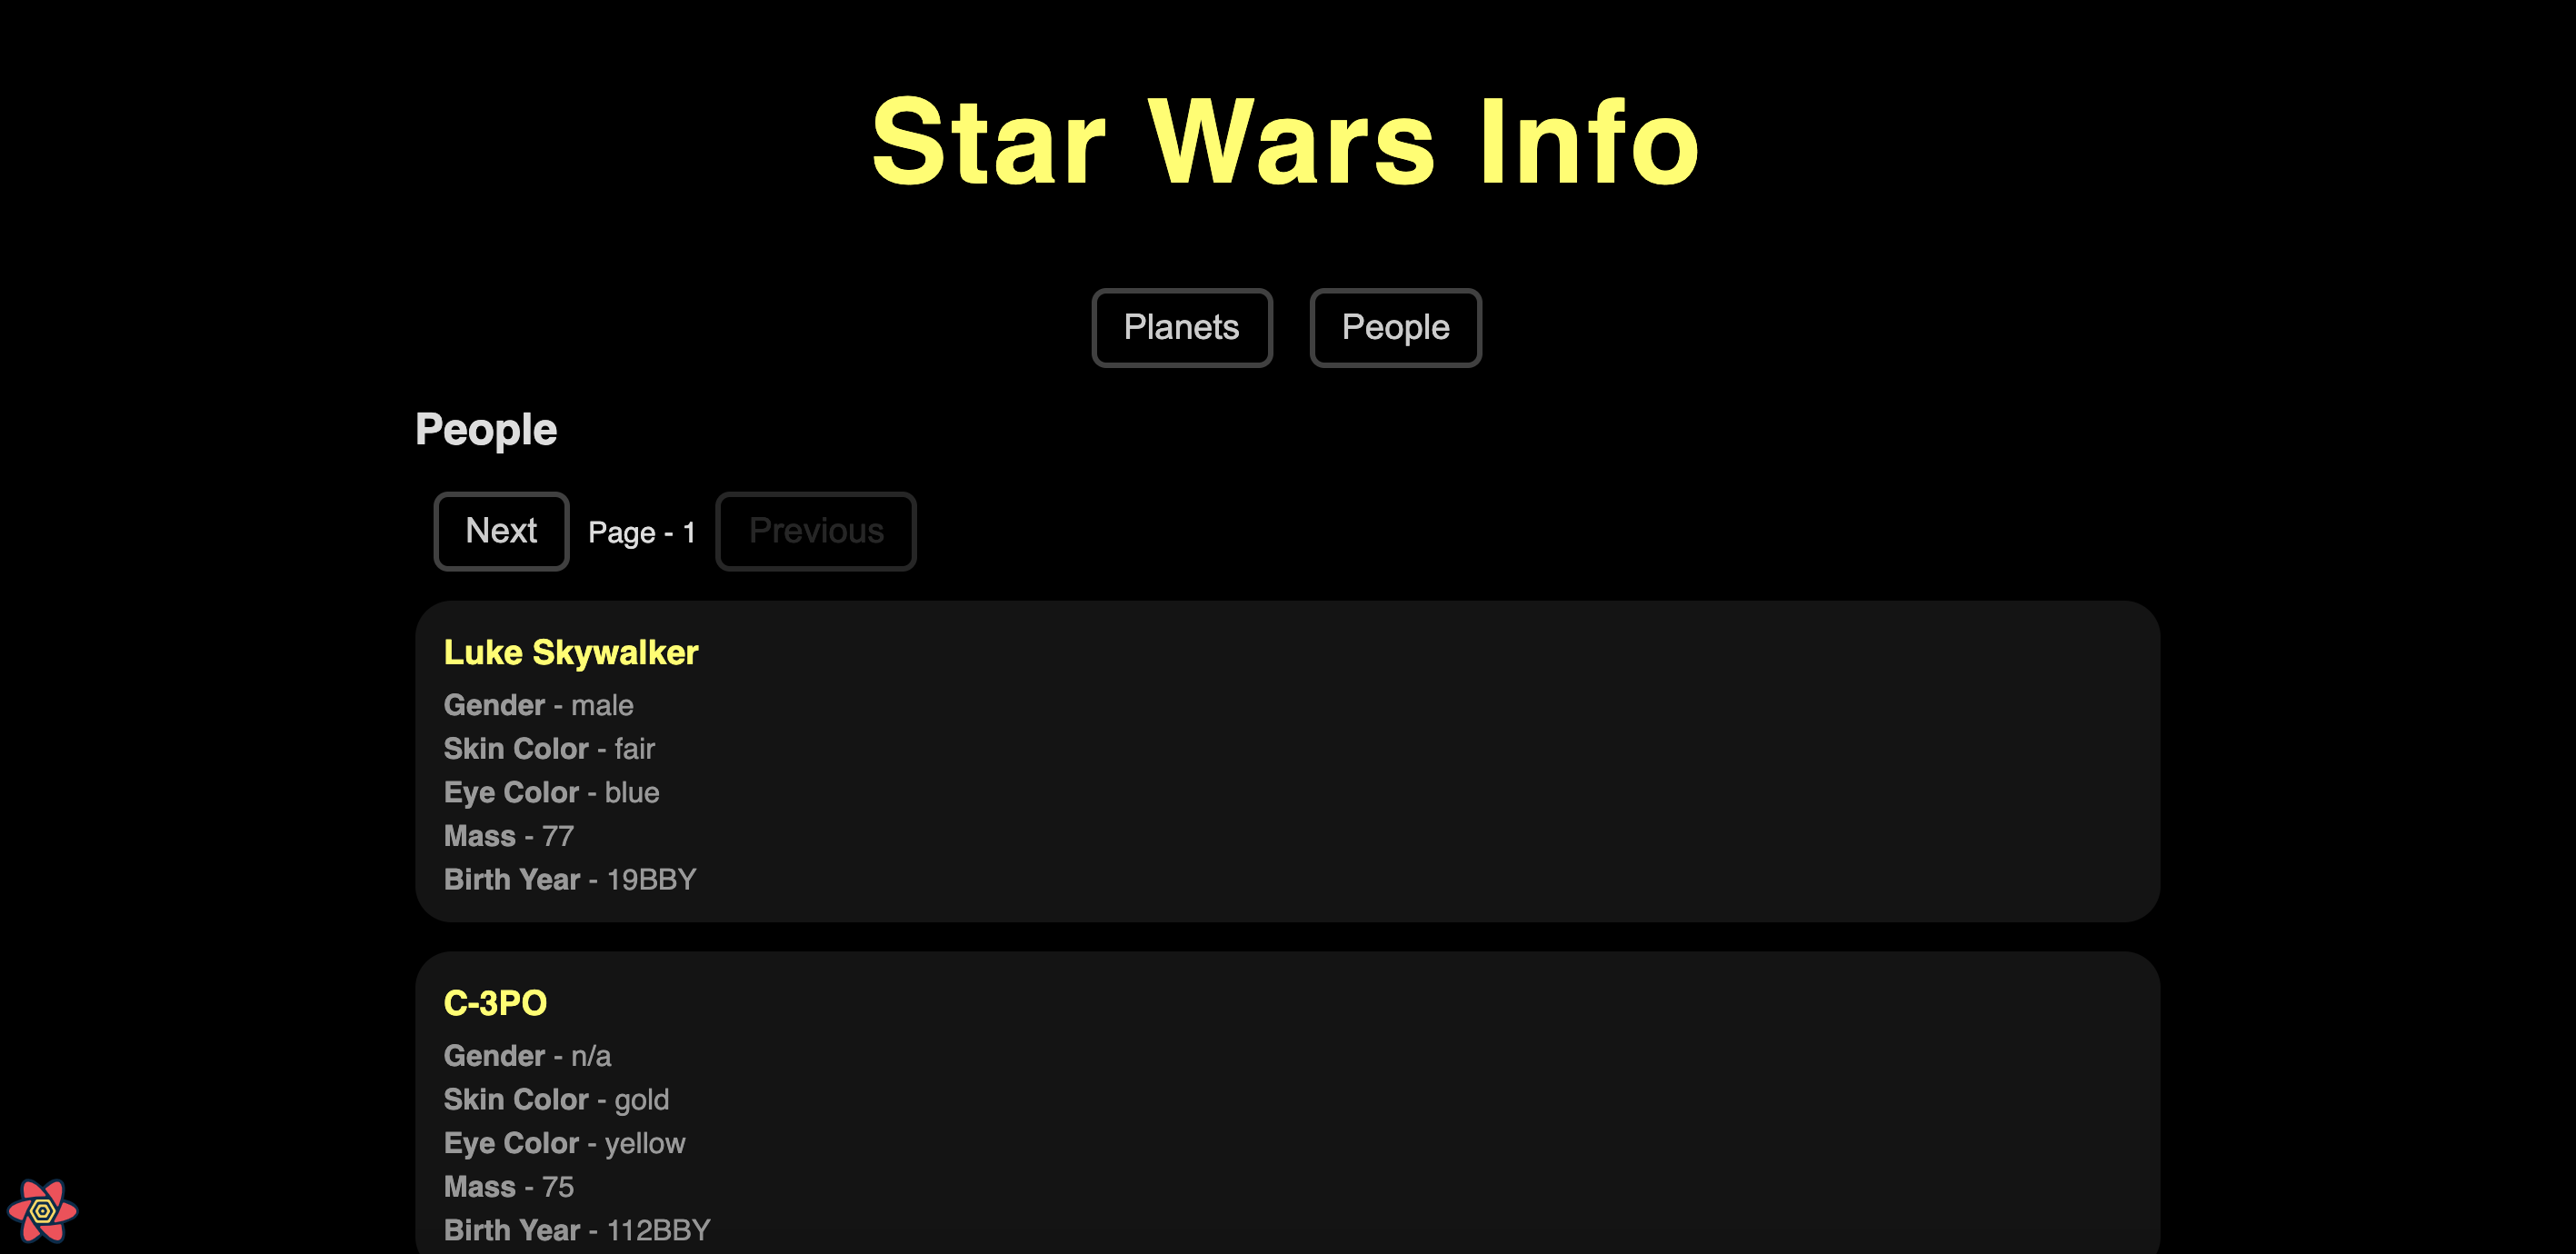 Star Wars Info
Planets People
People
Next Page - 1 Previous
Luke Skywalker
Gender - male
Skin Color - fair
Eye Color - blue
Mass - 77
Birth Year - 19BBY
C-3PO
Gender - n/a
Skin Color - gold
Eye Color - yellow
Mass - 75
Birth Year - 112BBY